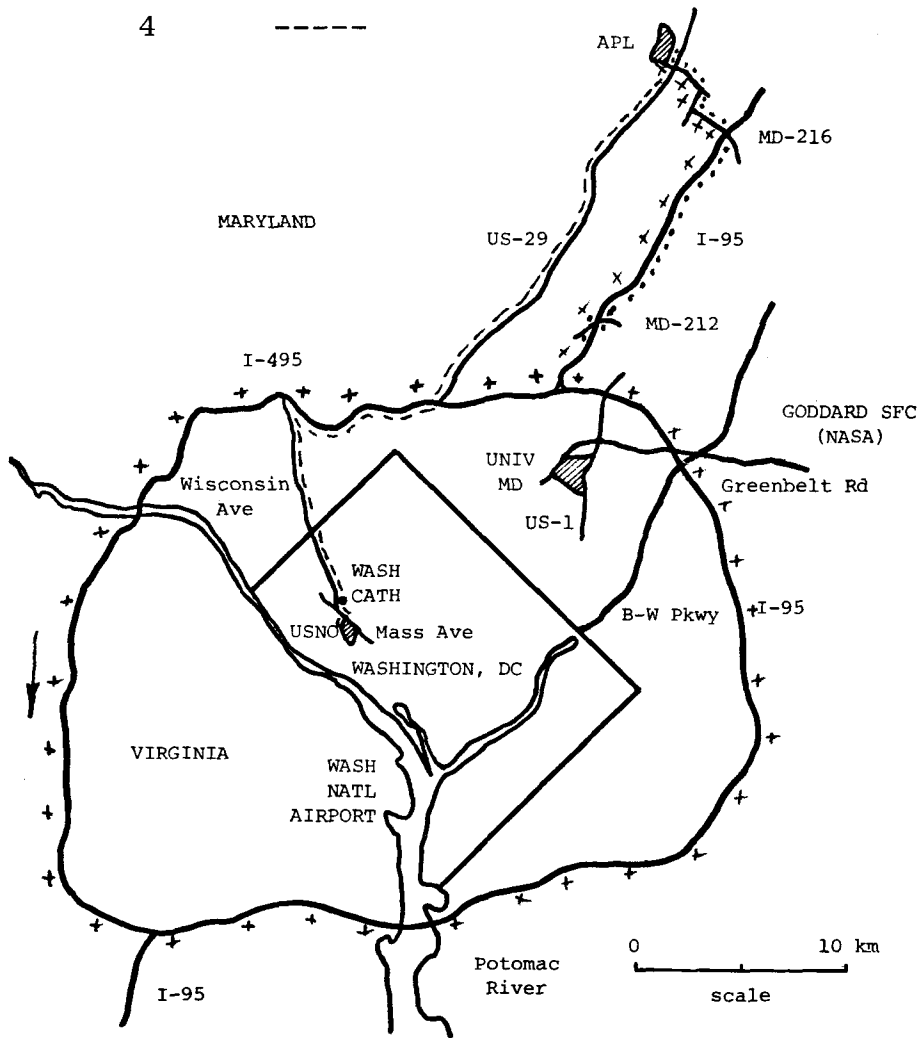 4 -----
APL
MD-216
MARYLAND
US-29
I-95
MD-212
I-495
GODDARD SFC
(NASA)
UNIV
MD
Greenbelt Rd
Wisconsin
Ave
US-1
WASH
CATH
B-W Pkwy
I-95
USNO
Mass Ave
WASHINGTON, DC
VIRGINIA
WASH
NATL
AIRPORT
0 10 km
scale
Potomac
River
I-95